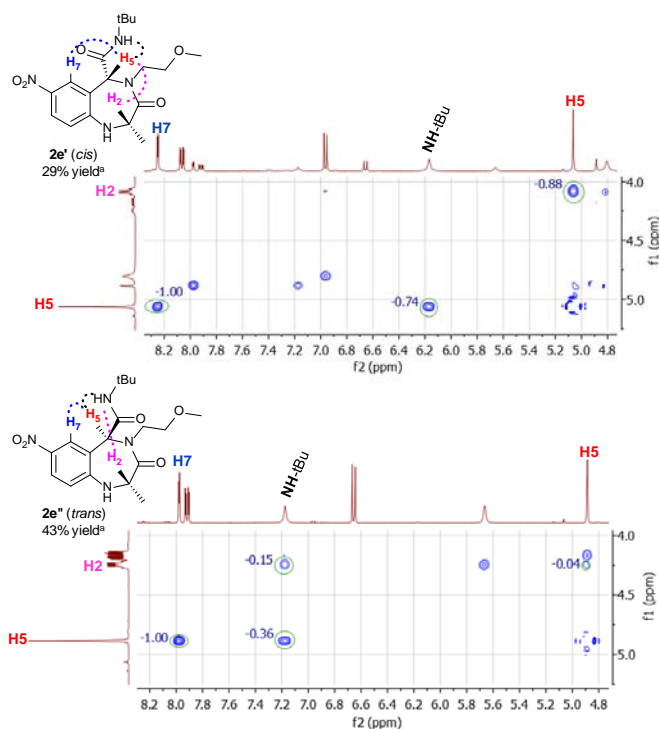 tBu
NH
O
H7
H5
O2N
N
O
H2
O
N
H
2e' (cis)
29% yieldª
H7
NH-tBu
H5
H2
-0.88
4.0
4.5
-1.00
H5
-0.74
5.0
f1 (ppm)
8.2 8.0 7.8 7.6 7.4 7.2 7.0 6.8 6.6 6.4 6.2 6.0 5.8 5.6 5.4 5.2 5.0 4.8
f2 (ppm)
tBu
HN
H7
H5
O
O
O2N
H2
N
O
N
H
2e" (trans)
43% yieldª
H7
NH-tBu
H5
4.0
-0.15
-0.04
H2
4.5
-1.00
-0.36
H5
5.0
f1 (ppm)
8.2 8.0 7.8 7.6 7.4 7.2 7.0 6.8 6.6 6.4 6.2 6.0 5.8 5.6 5.4 5.2 5.0 4.8
f2 (ppm)